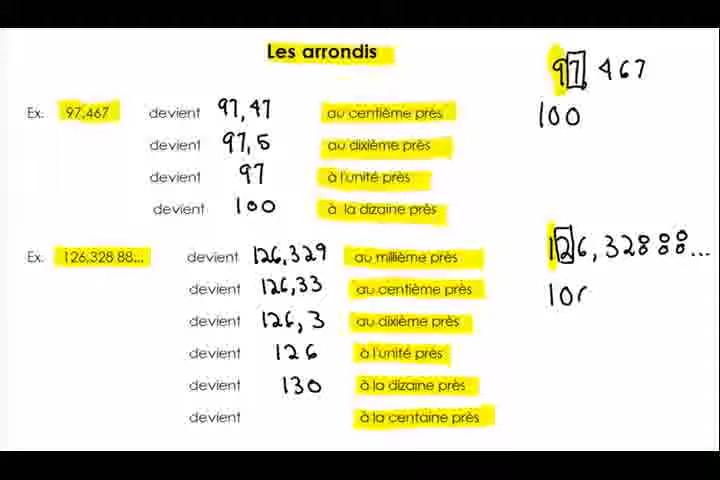 Les arrondis
97,467
100
Ex. 97,467 devient 97,47 au centième près
devient 97,5 au dixième près
devient 97 à l'unité près
devient 100 à la dizaine près
126,32888...
10
Ex. 126,328 88... devient 126,329 au millième près
devient 126,33 au centième près
devient 126,3 au dixième près
devient 126 à l'unité près
devient 130 à la dizaine près
devient à la centaine près